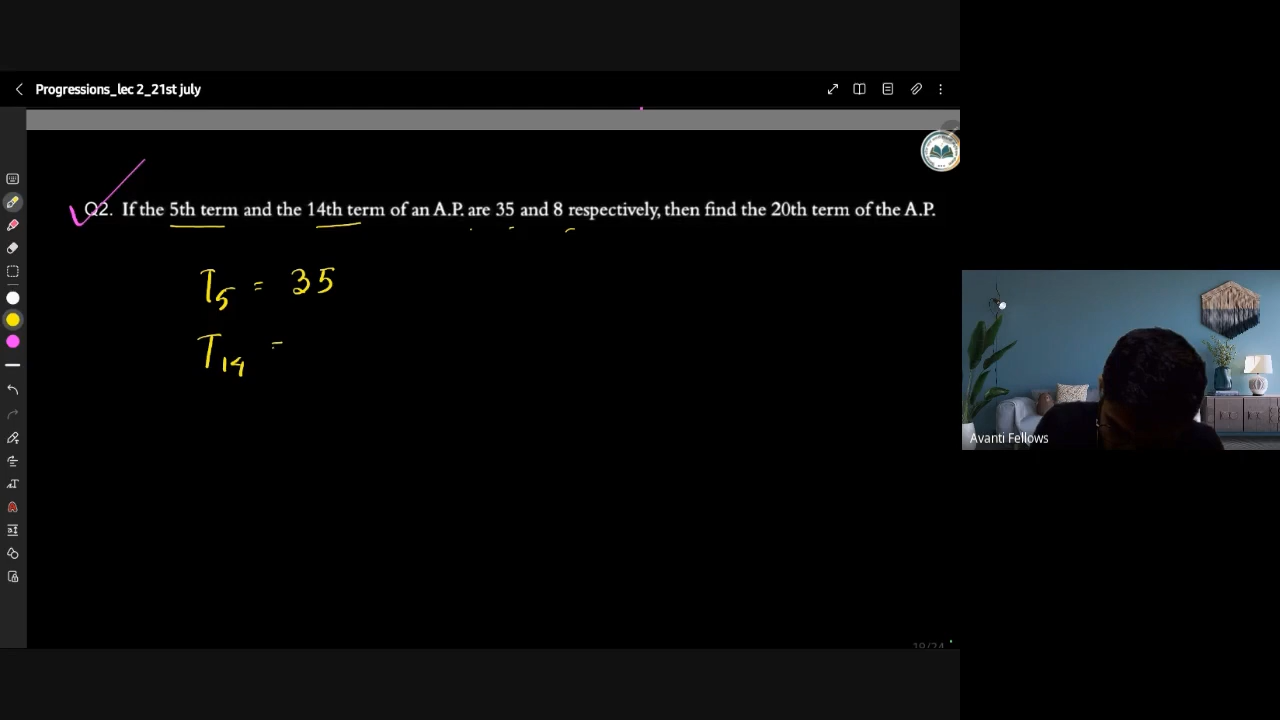 Progressions_lec 2_21st july
Q2. If the 5th term and the 14th term of an A.P. are 35 and 8 respectively, then find the 20th term of the A.P.
T5 = 35
T14 =
Avanti Fellows